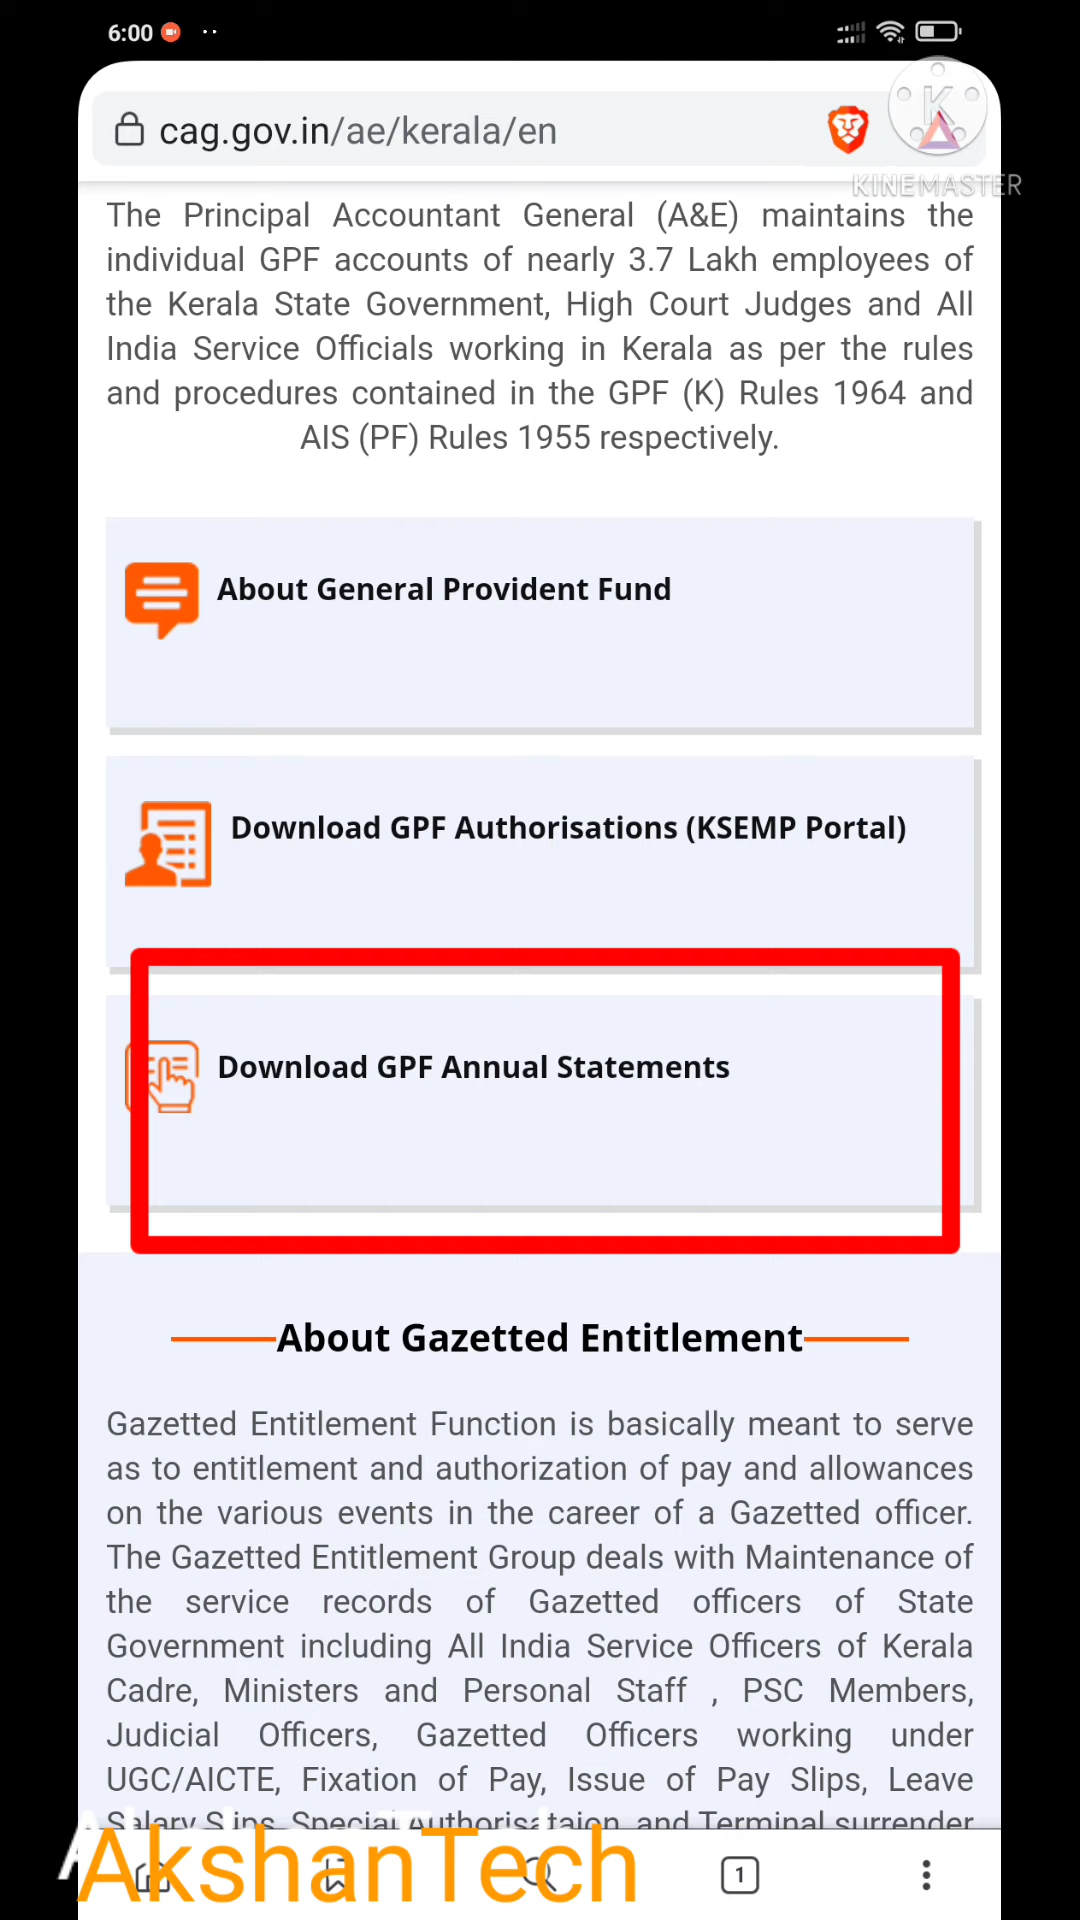 6:00
cag.gov.in/ae/kerala/en
K
KINEMASTER
The Principal Accountant General (A&E) maintains the
individual GPF accounts of nearly 3.7 Lakh employees of
the Kerala State Government, High Court Judges and All
India Service Officials working in Kerala as per the rules
and procedures contained in the GPF (K) Rules 1964 and
AIS (PF) Rules 1955 respectively.
About General Provident Fund
Download GPF Authorisations (KSEMP Portal)
Download GPF Annual Statements
About Gazetted Entitlement
Gazetted Entitlement Function is basically meant to serve
as to entitlement and authorization of pay and allowances
on the various events in the career of a Gazetted officer.
The Gazetted Entitlement Group deals with Maintenance of
the service records of Gazetted officers of State
Government including All India Service Officers of Kerala
Cadre, Ministers and Personal Staff , PSC Members,
Judicial Officers, Gazetted Officers working under
UGC/AICTE, Fixation of Pay, Issue of Pay Slips, Leave
Salary Slips, Special Authorisataion and Terminal surrender
AkshanTech
1